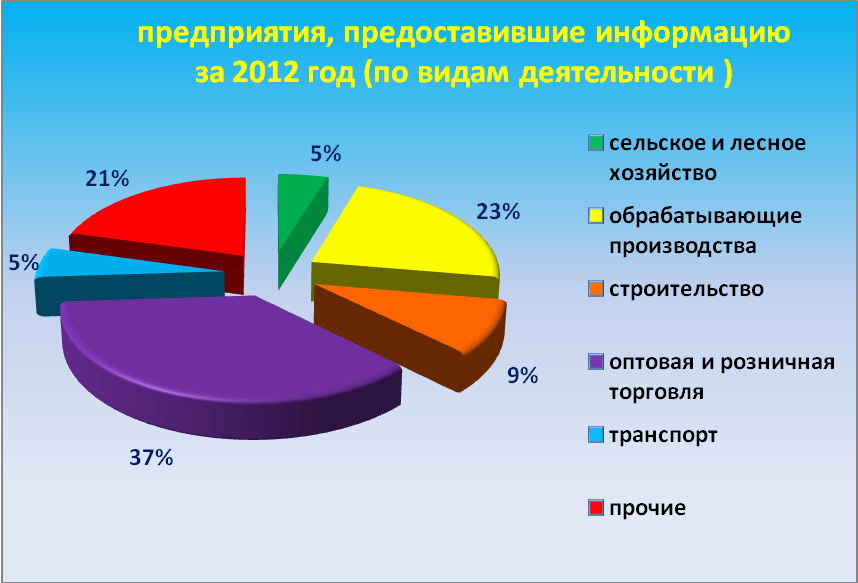 предприятия, предоставившие информацию
за 2012 год (по видам деятельности )
5%
23%
9%
37%
5%
21%
сельское и лесное
хозяйство
обрабатывающие
производства
строительство
оптовая и розничная
торговля
транспорт
прочие